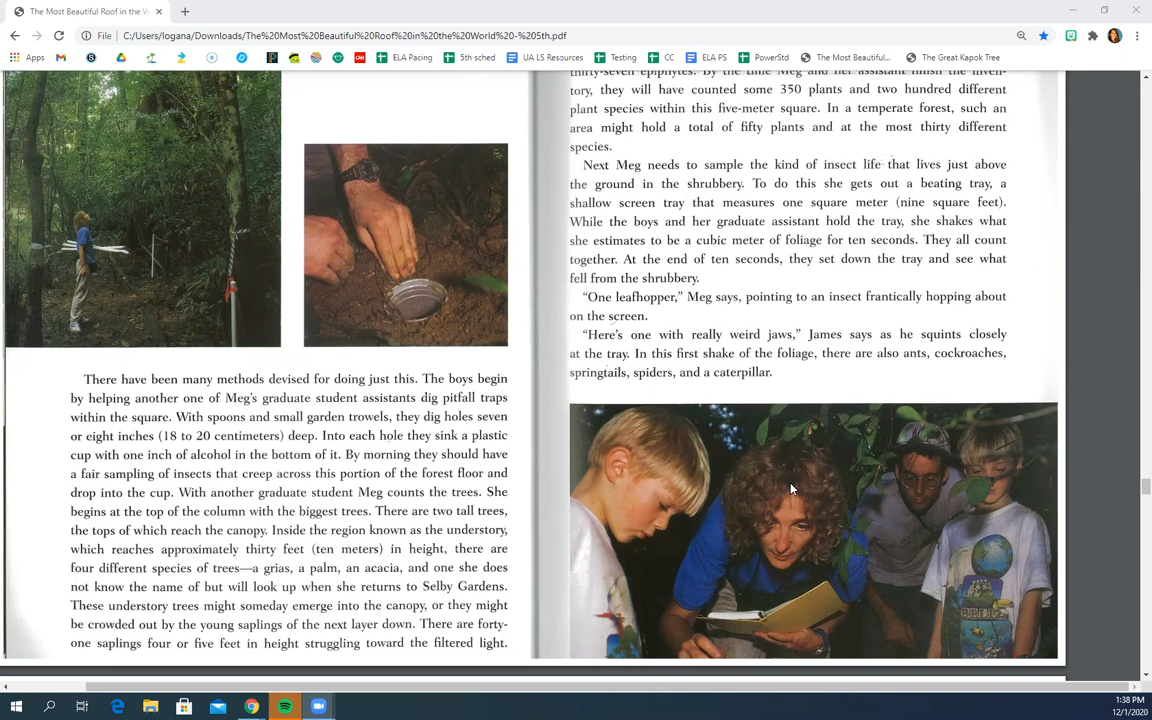 The Most Beautiful Roof in the W
File C:/Users/logana/Downloads/The%20Most%20Beautiful%20Roof%20in%20the%20World%20-%205th.pdf
Apps ELA Pacing 5th sched UA LS Resources Testing CC ELA PS PowerStd The Most Beautiful... The Great Kapok Tree
There have been many methods devised for doing just this. The boys begin
by helping another one of Meg's graduate student assistants dig pitfall traps
within the square. With spoons and small garden trowels, they dig holes seven
or eight inches (18 to 20 centimeters) deep. Into each hole they sink a plastic
cup with one inch of alcohol in the bottom of it. By morning they should have
a fair sampling of insects that creep across this portion of the forest floor and
drop into the cup. With another graduate student Meg counts the trees. She
begins at the top of the column with the biggest trees. There are two tall trees,
the tops of which reach the canopy. Inside the region known as the understory,
which reaches approximately thirty feet (ten meters) in height, there are
four different species of trees—a grias, a palm, an acacia, and one she does
not know the name of but will look up when she returns to Selby Gardens.
These understory trees might someday emerge into the canopy, or they might
be crowded out by the young saplings of the next layer down. There are forty-
one saplings four or five feet in height struggling toward the filtered light.
thirty-seven epiphytes. By the time Meg and her assistant finish the inven-
tory, they will have counted some 350 plants and two hundred different
plant species within this five-meter square. In a temperate forest, such an
area might hold a total of fifty plants and at the most thirty different
species.
Next Meg needs to sample the kind of insect life that lives just above
the ground in the shrubbery. To do this she gets out a beating tray, a
shallow screen tray that measures one square meter (nine square feet).
While the boys and her graduate assistant hold the tray, she shakes what
she estimates to be a cubic meter of foliage for ten seconds. They all count
together. At the end of ten seconds, they set down the tray and see what
fell from the shrubbery.
"One leafhopper," Meg says, pointing to an insect frantically hopping about
on the screen.
"Here's one with really weird jaws," James says as he squints closely
at the tray. In this first shake of the foliage, there are also ants, cockroaches,
springtails, spiders, and a caterpillar.
BELIZE
1:38 PM
12/1/2020